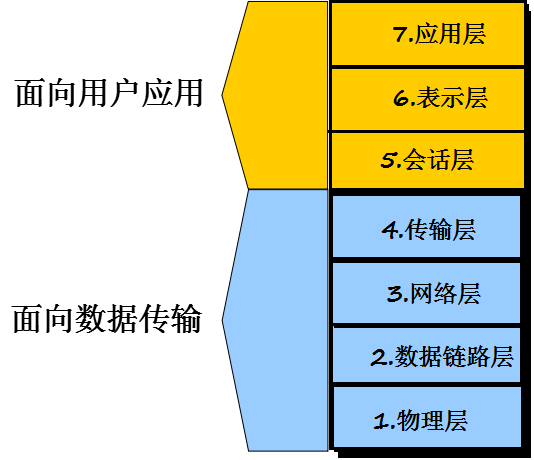 7.应用层
面向用户应用
6.表示层
5.会话层
4.传输层
3.网络层
面向数据传输
2.数据链路层
1.物理层